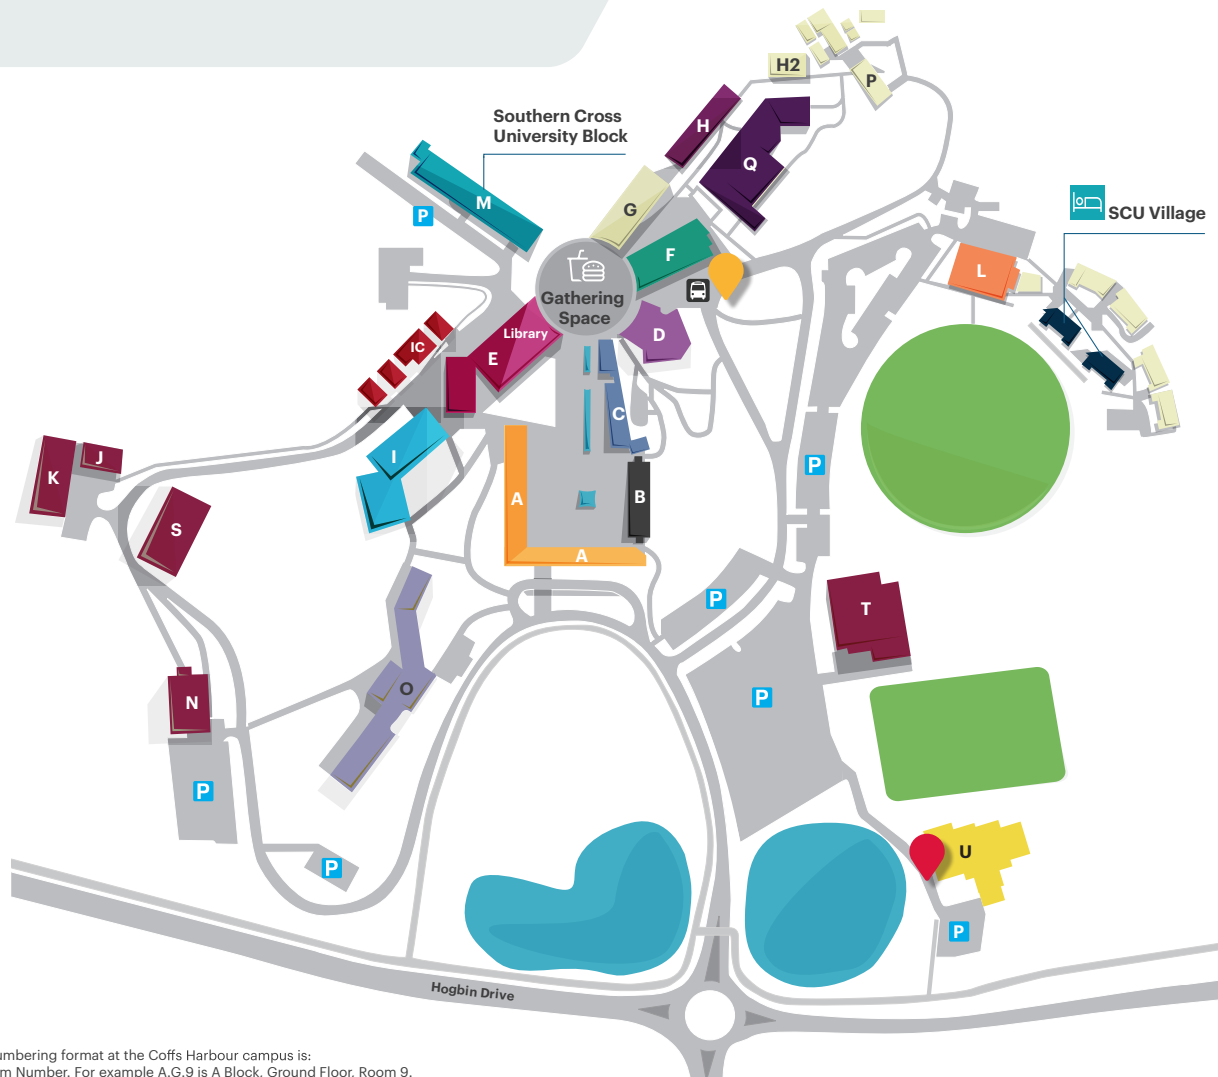 H2
P
H
Southern Cross
University Block
Q
M
G
P
SCU Village
F
L
Gathering
Space
Library
D
IC
E
C
I
J
K
P
A
B
S
A
P
T
O
P
N
P
U
P
P
Hogbin Drive
umbering format at the Coffs Harbour campus is:
m Number. For example A.G.9 is A Block, Ground Floor, Room 9.